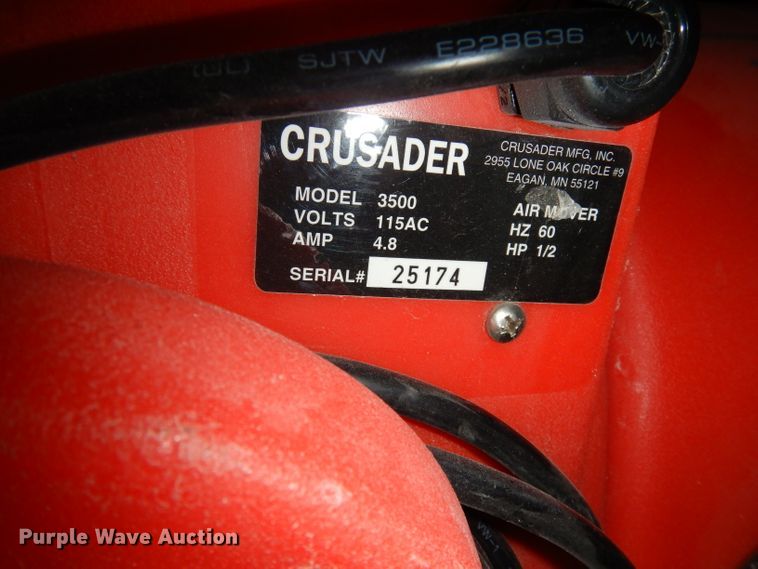 (UL) SJTW E228636 VW-
CRUSADER
CRUSADER MFG, INC.
2955 LONE OAK CIRCLE #9
EAGAN, MN 55121
MODEL 3500
VOLTS 115AC
AMP 4.8
AIR MOVER
HZ 60
HP 1/2
SERIAL# 25174
VW-1
Purple Wave Auction